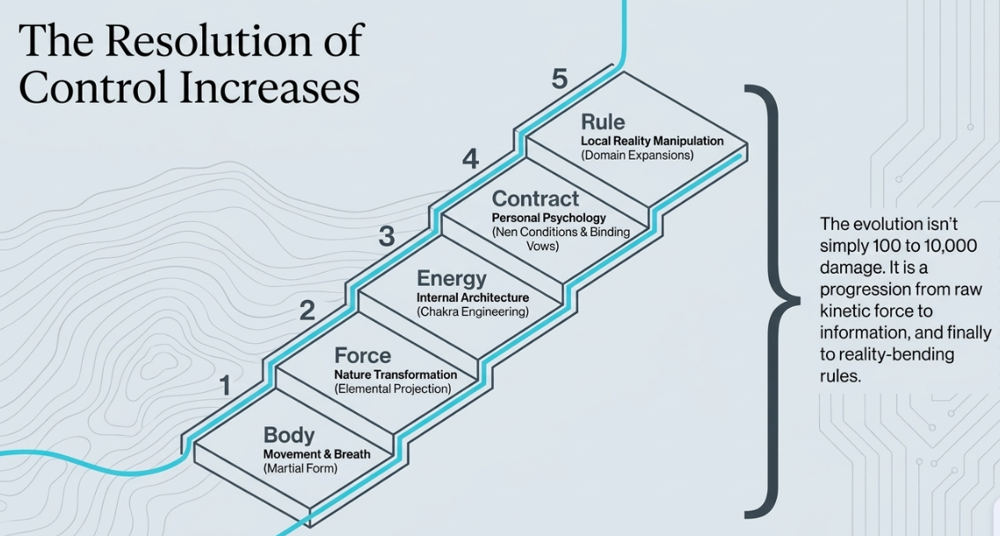 The Resolution of
Control Increases
5
Rule
Local Reality Manipulation
(Domain Expansions)
4
Contract
Personal Psychology
(Nen Conditions & Binding
Vows)
3
Energy
Internal Architecture
(Chakra Engineering)
2
Force
Nature Transformation
(Elemental Projection)
1
Body
Movement & Breath
(Martial Form)
The evolution isn't
simply 100 to 10,000
damage. It is a
progression from raw
kinetic force to
information, and finally
to reality-bending
rules.